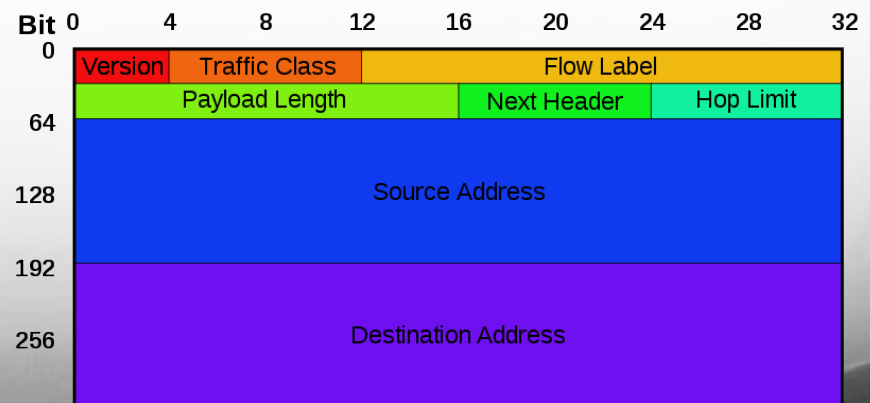 Bit 0 4 8 12 16 20 24 28 32
0
Version Traffic Class Flow Label
Payload Length Next Header Hop Limit
64
Source Address
128
192
Destination Address
256